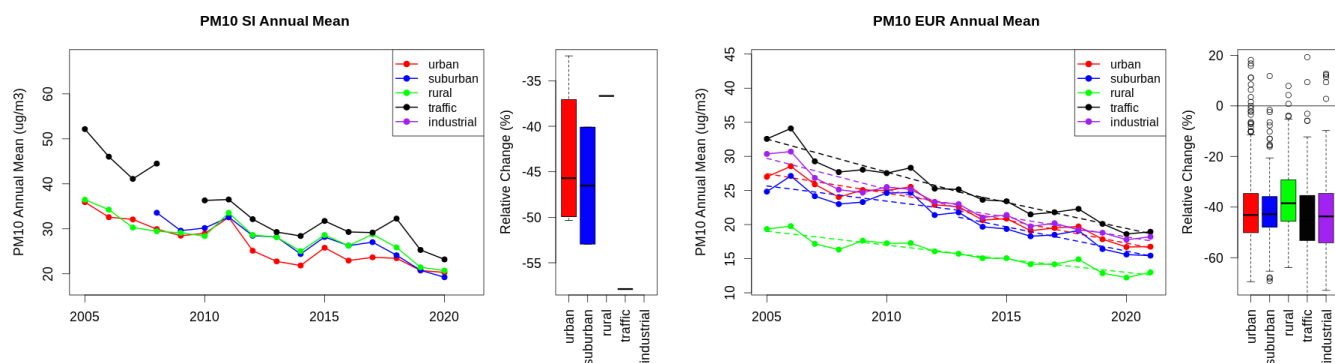 PM10 SI Annual Mean
PM10 Annual Mean (ug/m3)
60
50
40
30
20
2005
2010
2015
2020
urban
suburban
rural
traffic
industrial
Relative Change (%)
-35
-40
-45
-50
-55
urban
suburban
rural
traffic
industrial
PM10 EUR Annual Mean
PM10 Annual Mean (ug/m3)
45
40
35
30
25
20
15
10
2005
2010
2015
2020
urban
suburban
rural
traffic
industrial
Relative Change (%)
20
0
-20
-40
-60
urban
suburban
rural
traffic
industrial